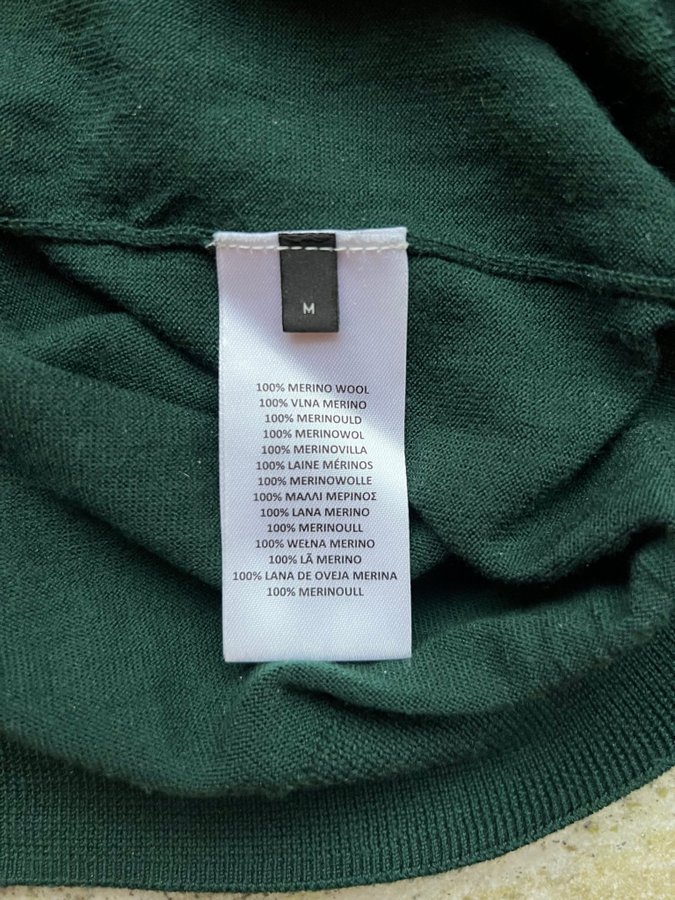 M
100% MERINO WOOL
100% VLNA MERINO
100% MERINOULD
100% MERINOWOL
100% MERINOVILLA
100% LAINE MÉRINOS
100% MERINOWOLLE
100% ΜΑΛΛΙ ΜΕΡΙΝΟΣ
100% LANA MERINO
100% MERINOULL
100% WEŁNA MERINO
100% LÃ MERINO
100% LANA DE OVEJA MERINA
100% MERINOULL